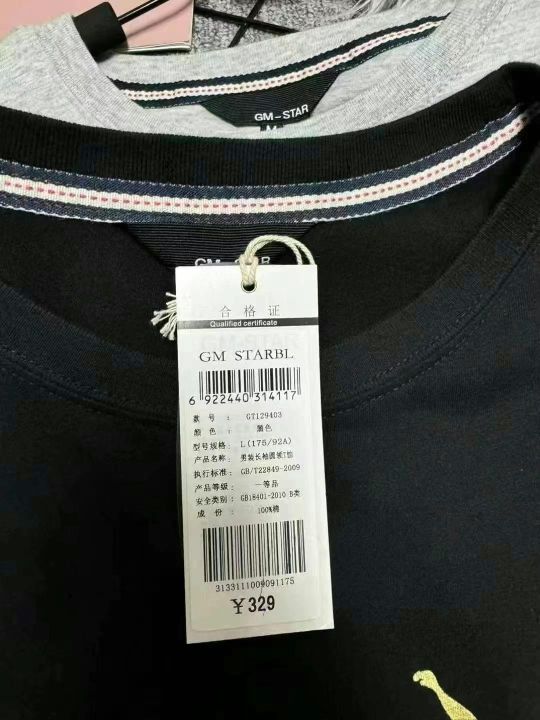 GM-STAR
M
合格证
Qualified certificate
GM STARBL
6 922440 314117
款号: GT129403
颜色:
型号规格: L(175/92A)
产品名称: 男装长袖圆领T恤
执行标准: GB/T22849-2009
产品等级: 一等品
安全类别: GB18401-2010 B类
成份: 100%棉
3133111009091175
¥329